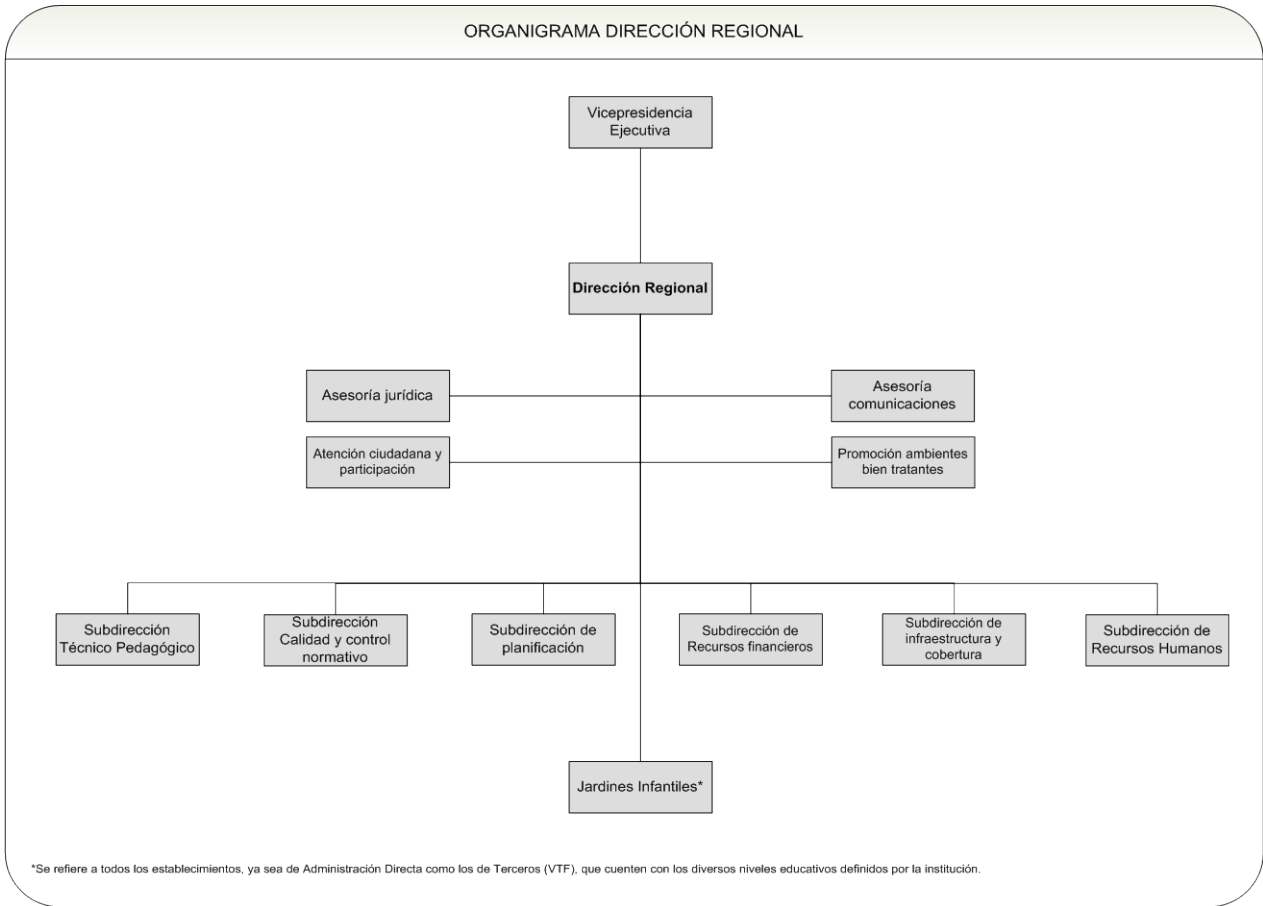 ORGANIGRAMA DIRECCIÓN REGIONAL
Vicepresidencia
Ejecutiva
Dirección Regional
Asesoría jurídica
Asesoría
comunicaciones
Atención ciudadana y
participación
Promoción ambientes
bien tratantes
Subdirección
Técnico Pedagógico
Subdirección
Calidad y control
normativo
Subdirección de
planificación
Subdirección de
Recursos financieros
Subdirección de
infraestructura y
cobertura
Subdirección de
Recursos Humanos
Jardines Infantiles*
*Se refiere a todos los establecimientos, ya sea de Administración Directa como los de Terceros (VTF), que cuenten con los diversos niveles educativos definidos por la institución.